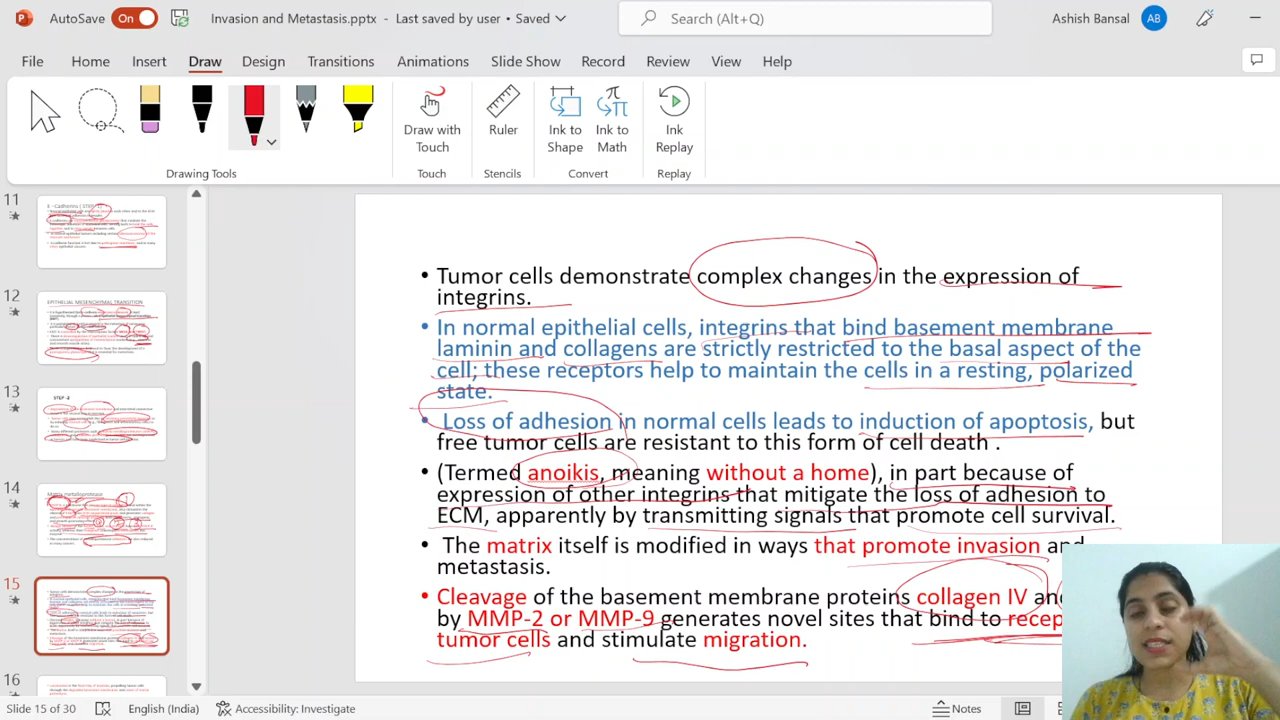 AutoSave On Invasion and Metastasis.pptx - Last saved by user • Saved Search (Alt+Q) Ashish Bansal AB
File Home Insert Draw Design Transitions Animations Slide Show Record Review View Help
Draw with Touch
Ruler
Ink to Shape
Ink to Math
Ink Replay
Drawing Tools Touch Stencils Convert Replay
11
12
EPITHELIAL MESENCHYMAL TRANSITION
13
STEP -2
14
15
16
• Tumor cells demonstrate complex changes in the expression of
integrins.
• In normal epithelial cells, integrins that bind basement membrane
laminin and collagens are strictly restricted to the basal aspect of the
cell; these receptors help to maintain the cells in a resting, polarized
state.
• Loss of adhesion in normal cells leads to induction of apoptosis, but
free tumor cells are resistant to this form of cell death .
• (Termed anoikis, meaning without a home), in part because of
expression of other integrins that mitigate the loss of adhesion to
ECM, apparently by transmitting signals that promote cell survival.
• The matrix itself is modified in ways that promote invasion and
metastasis.
• Cleavage of the basement membrane proteins collagen IV
by MMP-2 or MMP-9 generates novel sites that bind to
tumor cells and stimulate migration.
Slide 15 of 30 English (India) Accessibility: Investigate Notes